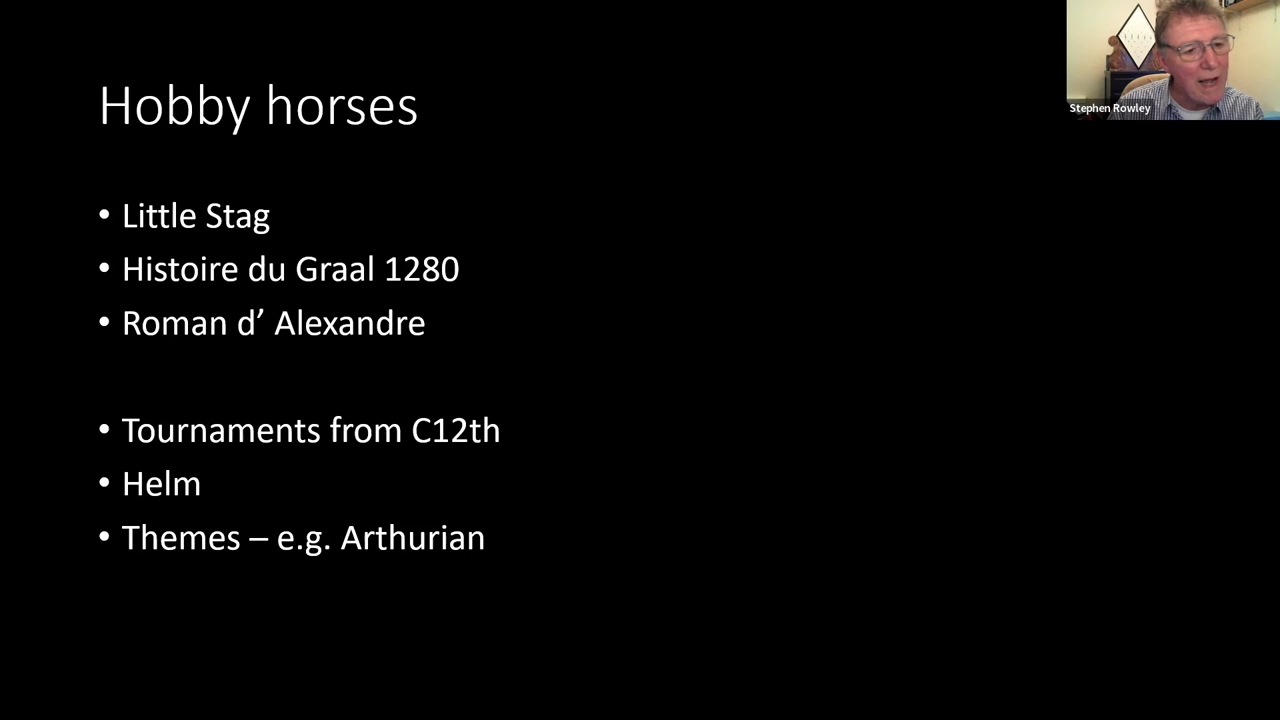 Hobby horses
Stephen Rowley
• Little Stag
• Histoire du Graal 1280
• Roman d’ Alexandre
• Tournaments from C12th
• Helm
• Themes – e.g. Arthurian